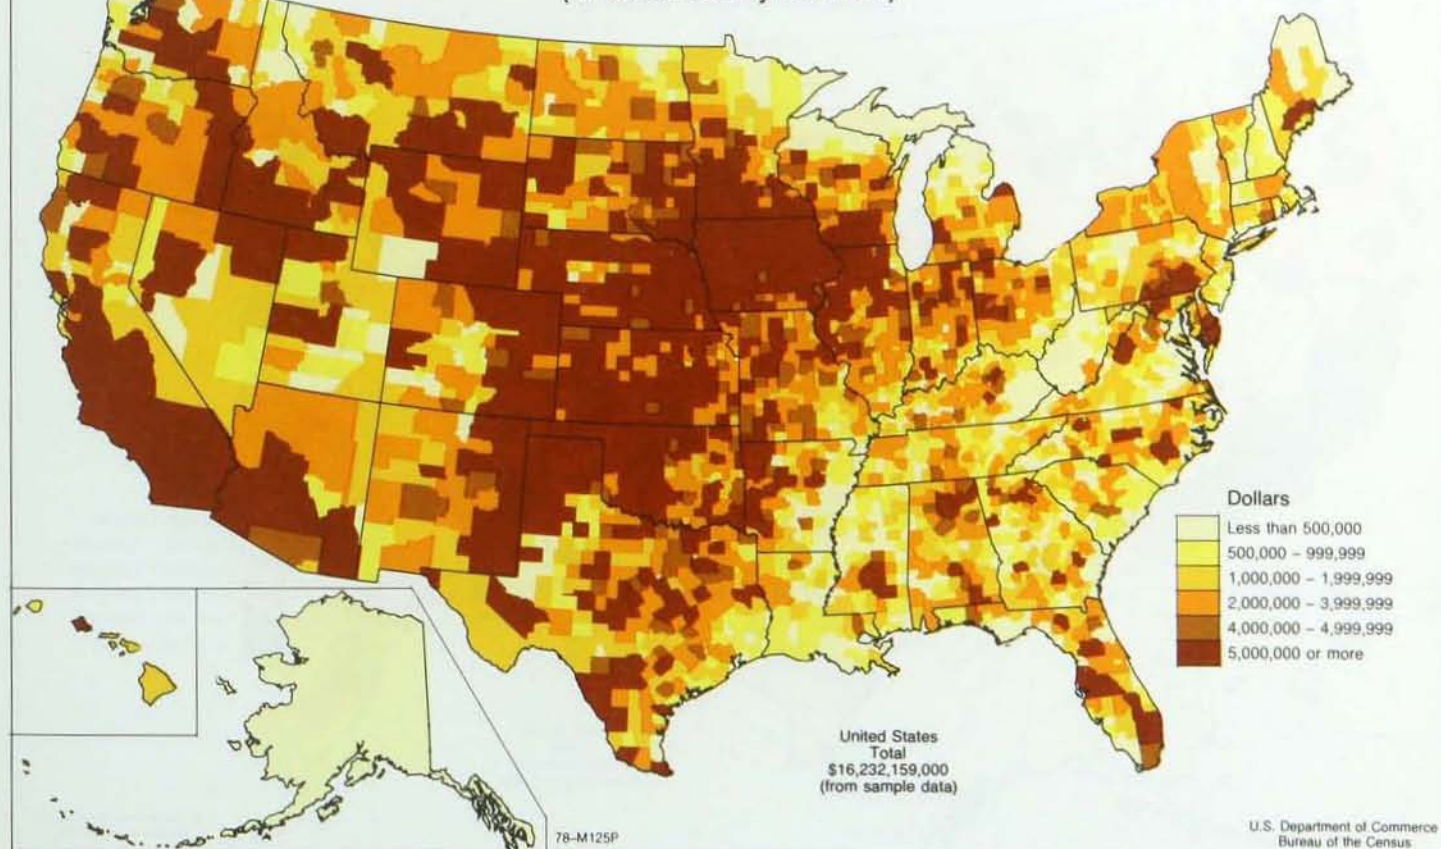 Dollars
Less than 500,000
500,000 – 999,999
1,000,000 – 1,999,999
2,000,000 – 3,999,999
4,000,000 – 4,999,999
5,000,000 or more
United States
Total
$16,232,159,000
(from sample data)
78-M125P
U.S. Department of Commerce
Bureau of the Census